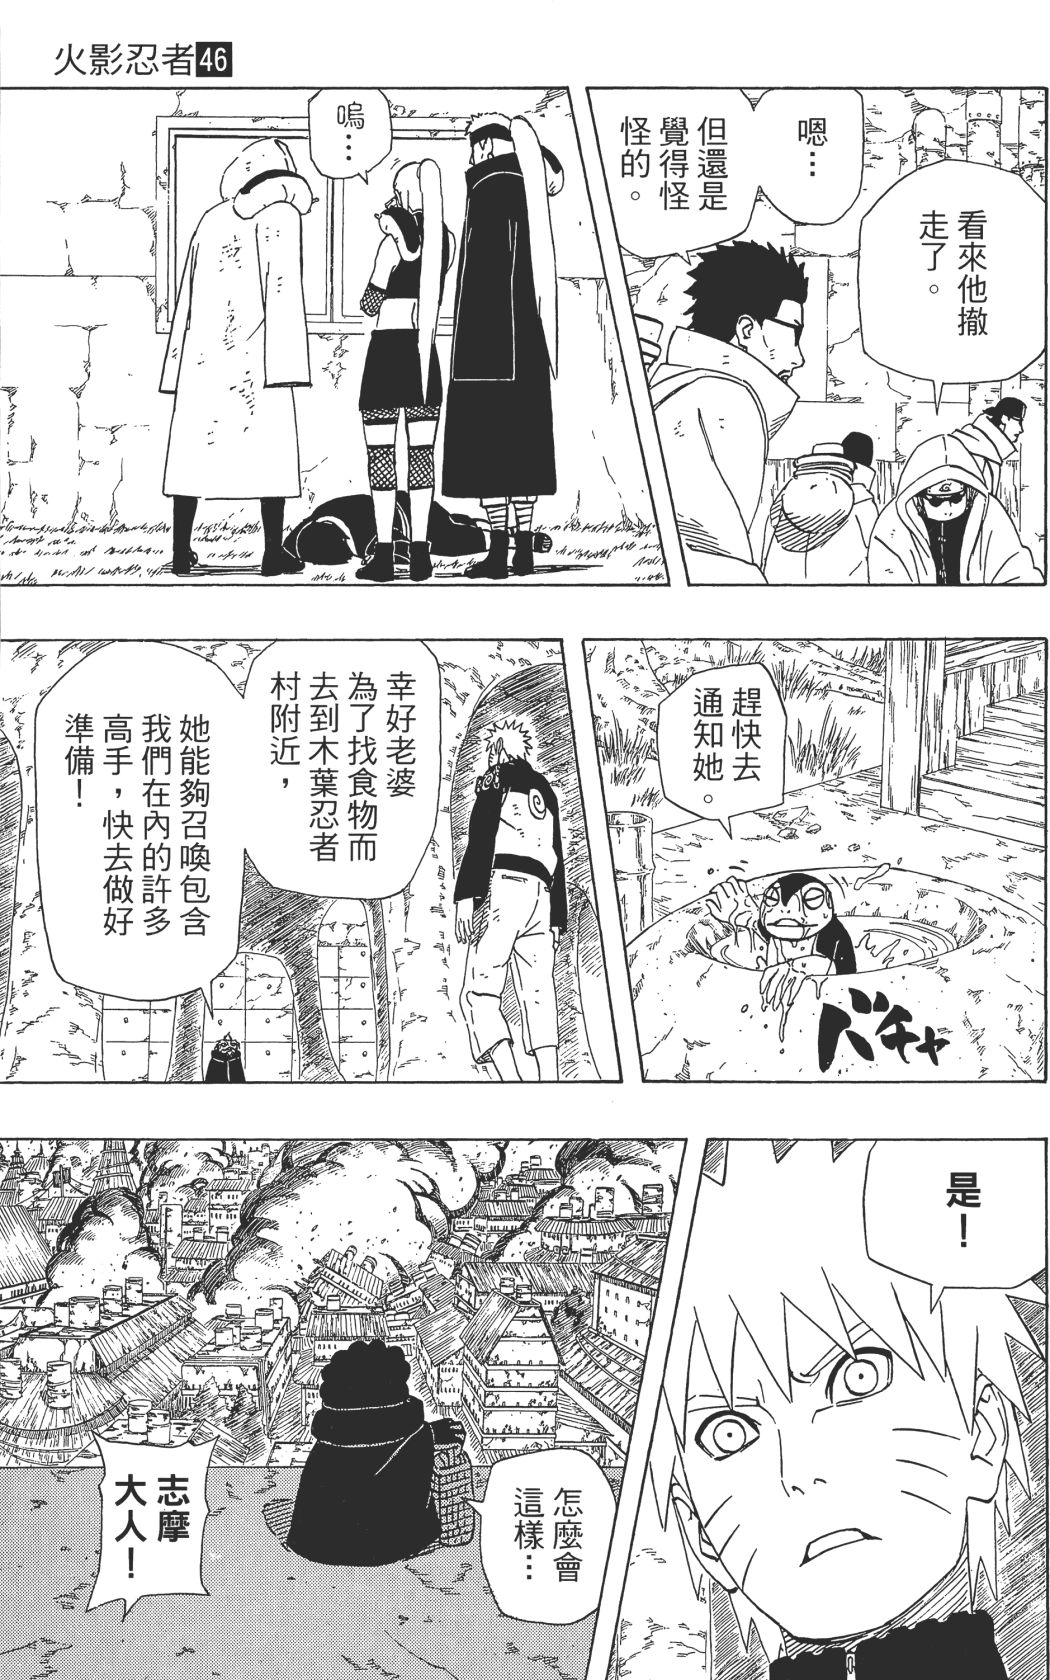 火影忍者46
看來他撤
走了。
嗯…
但還是
覺得怪
怪的。
嗚…
趕快去
通知她。
バチャ
幸好老婆
為了找食物而
去到木葉忍者
村附近，
她能夠召喚包含
我們在內的許多
高手，快去做好
準備！
是！
怎麼會
這樣…
志摩
大人！